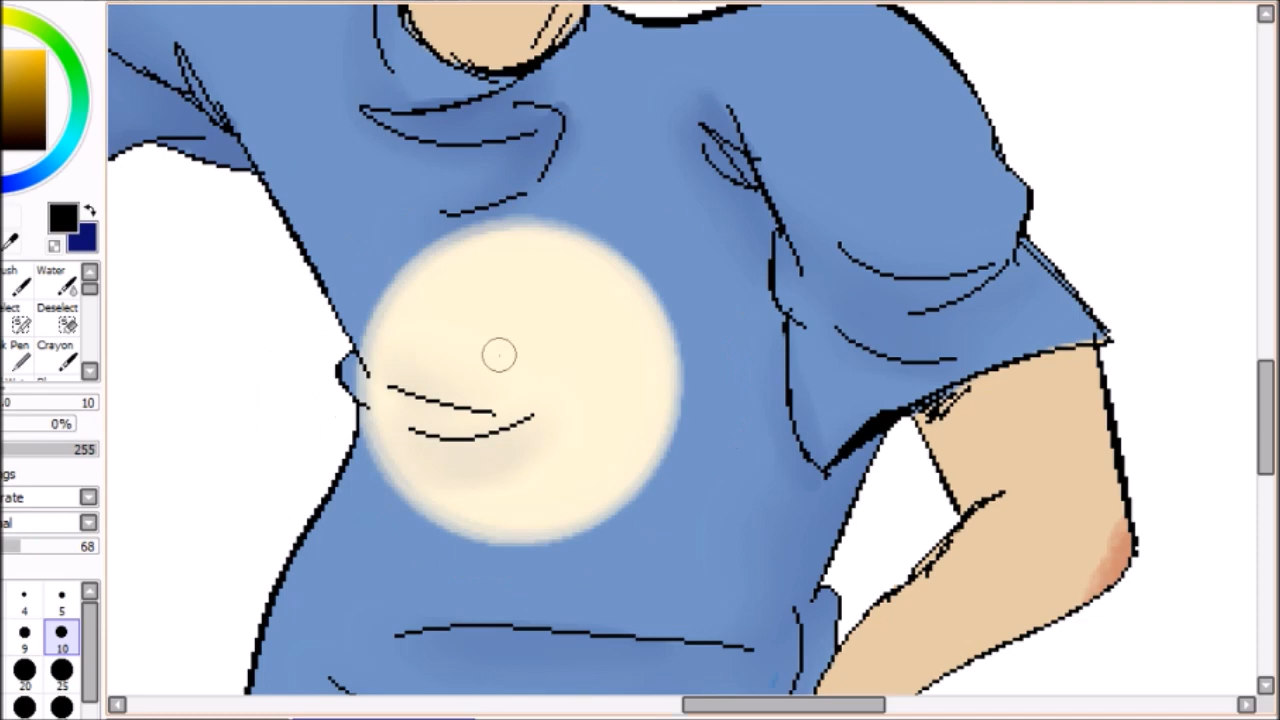 ush Water
lect Deselect
k Pen Crayon
.0 10
0%
255
gs
rate
al
68
4 5
9 10
20 25